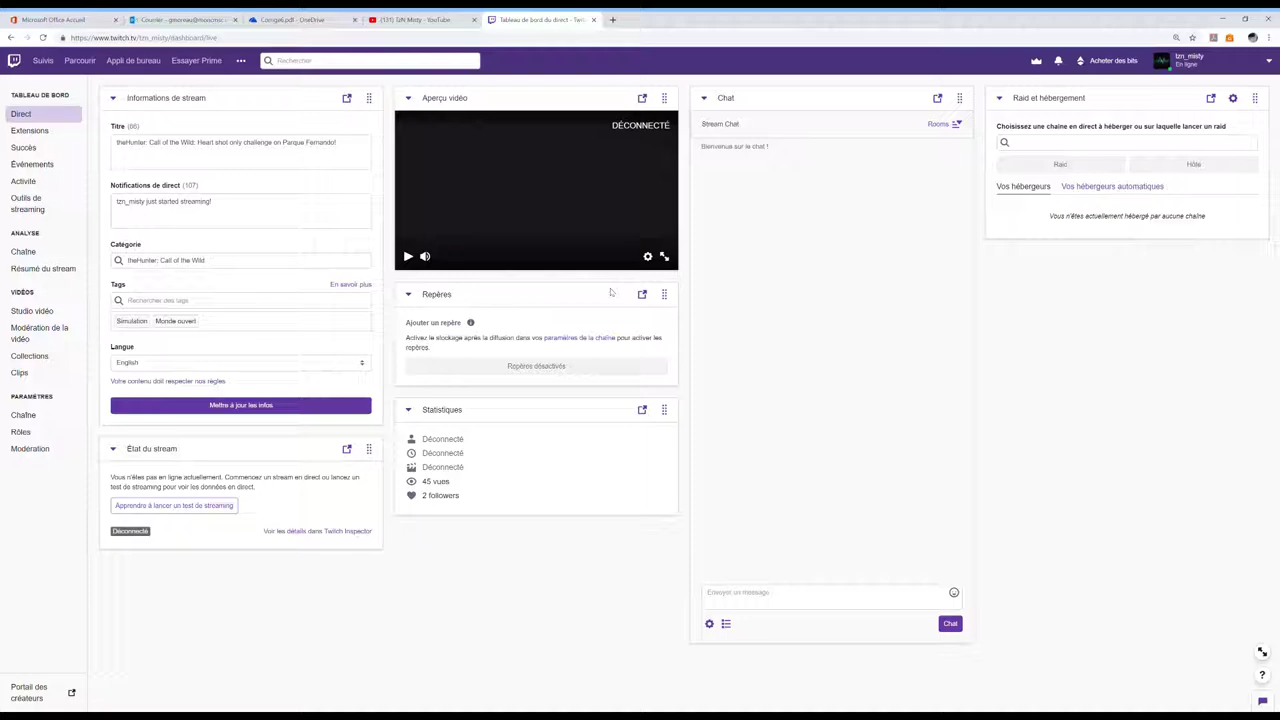 Microsoft Office Accueil
Corrige6.pdf - OneDrive
(131) TZN Misty - YouTube
Tableau de bord du direct - Twit
https://www.twitch.tv/tzn_misty/dashboard/live
Suivis
Parcourir
Appli de bureau
Essayer Prime
Rechercher
Acheter des bits
tzn_misty
En ligne
TABLEAU DE BORD
Direct
Extensions
Succès
Événements
Activité
Outils de
streaming
ANALYSE
Chaîne
Résumé du stream
VIDÉOS
Studio vidéo
Modération de la
vidéo
Collections
Clips
PARAMÈTRES
Chaîne
Rôles
Modération
Portail des
créateurs
Informations de stream
Titre (66)
theHunter: Call of the Wild: Heart shot only challenge on Parque Fernando!
Notifications de direct (107)
tzn_misty just started streaming!
Catégorie
theHunter: Call of the Wild
Tags
En savoir plus
Rechercher des tags
Simulation
Monde ouvert
Langue
English
Votre contenu doit respecter nos règles
Mettre à jour les infos
État du stream
Vous n'êtes pas en ligne actuellement. Commencez un stream en direct ou lancez un
test de streaming pour voir les données en direct.
Apprendre à lancer un test de streaming
Déconnecté
Voir les détails dans Twitch Inspector
Aperçu vidéo
DÉCONNECTÉ
Repères
Ajouter un repère
Activez le stockage après la diffusion dans vos paramètres de la chaîne pour activer les
repères.
Repères désactivés
Statistiques
Déconnecté
Déconnecté
Déconnecté
45 vues
2 followers
Chat
Stream Chat
Rooms
Bienvenue sur le chat !
Envoyer un message
Chat
Raid et hébergement
Choisissez une chaîne en direct à héberger ou sur laquelle lancer un raid
Raid
Hôte
Vos hébergeurs
Vos hébergeurs automatiques
Vous n'êtes actuellement hébergé par aucune chaîne